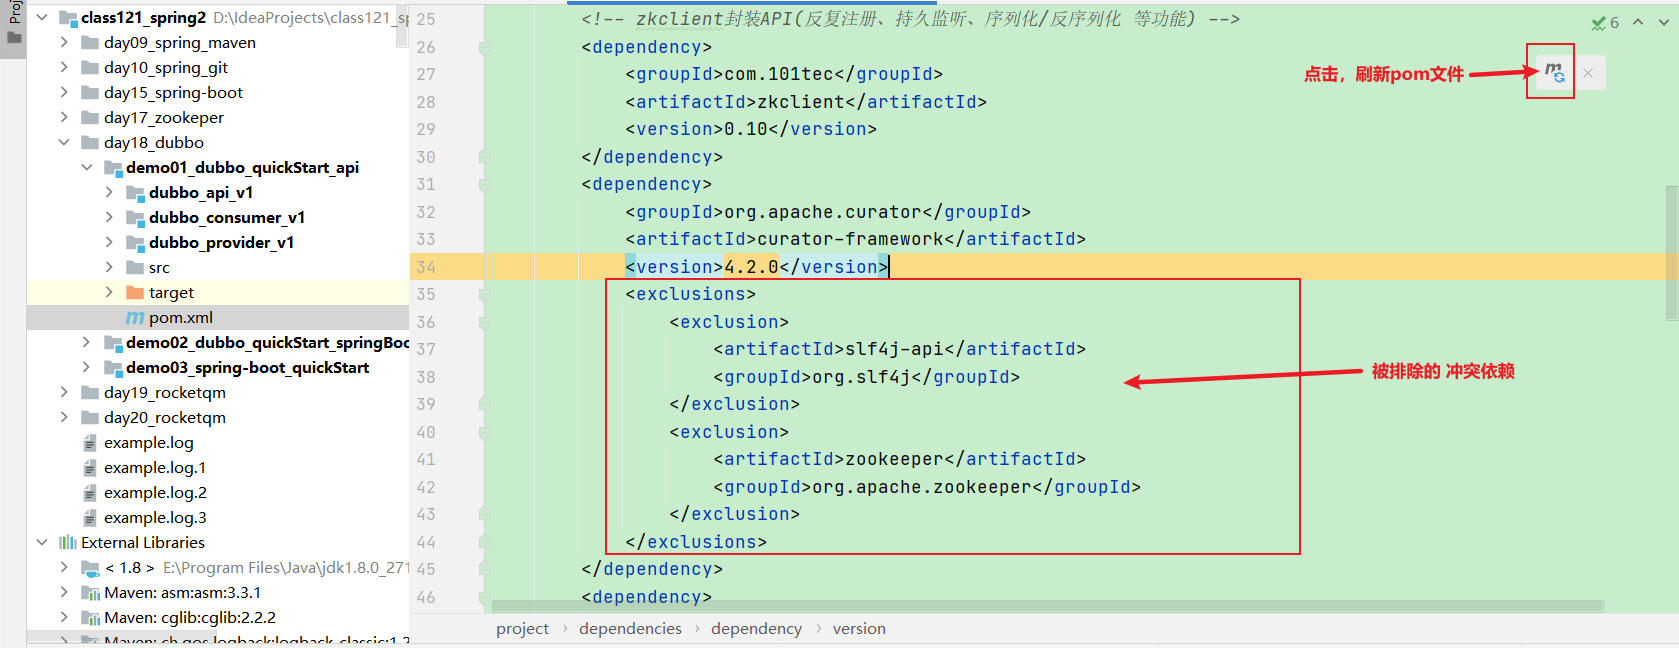 Proj
class121_spring2 D:\IdeaProjects\class121_sp
day09_spring_maven
day10_spring_git
day15_spring-boot
day17_zookeper
day18_dubbo
demo01_dubbo_quickStart_api
dubbo_api_v1
dubbo_consumer_v1
dubbo_provider_v1
src
target
pom.xml
demo02_dubbo_quickStart_springBoo
demo03_spring-boot_quickStart
day19_rocketqm
day20_rocketqm
example.log
example.log.1
example.log.2
example.log.3
External Libraries
< 1.8 > E:\Program Files\Java\jdk1.8.0_271
Maven: asm:asm:3.3.1
Maven: cglib:cglib:2.2.2
Maven: ch.qos.logback:logback-classic:1.2
25 <!-- zkclient封装API(反复注册、持久监听、序列化/反序列化 等功能) -->
6
26 <dependency>
27 <groupId>com.101tec</groupId>
点击，刷新pom文件
28 <artifactId>zkclient</artifactId>
29 <version>0.10</version>
30 </dependency>
31 <dependency>
32 <groupId>org.apache.curator</groupId>
33 <artifactId>curator-framework</artifactId>
34 <version>4.2.0</version>
35 <exclusions>
36 <exclusion>
37 <artifactId>slf4j-api</artifactId>
38 <groupId>org.slf4j</groupId>
被排除的 冲突依赖
39 </exclusion>
40 <exclusion>
41 <artifactId>zookeeper</artifactId>
42 <groupId>org.apache.zookeeper</groupId>
43 </exclusion>
44 </exclusions>
45 </dependency>
46 <dependency>
project › dependencies › dependency › version